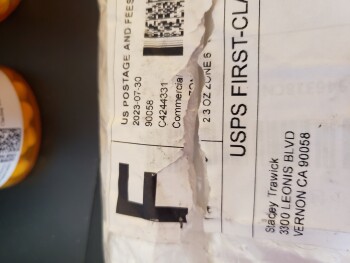 US POSTAGE AND FEES
2023-07-30
90058
C4244331
Commercial
2.3 OZ ZONE 5
F
USPS FIRST-CLA
Stacey Trawick
3300 LEONIS BLVD
VERNON CA 90058